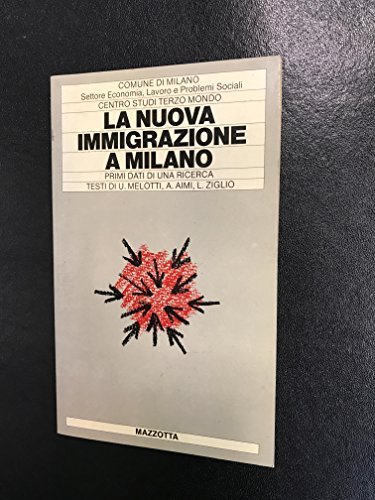 COMUNE DI MILANO
Settore Economia, Lavoro e Problemi Sociali
CENTRO STUDI TERZO MONDO
LA NUOVA
IMMIGRAZIONE
A MILANO
PRIMI DATI DI UNA RICERCA
TESTI DI U. MELOTTI, A. AIMI, L. ZIGLIO
MAZZOTTA